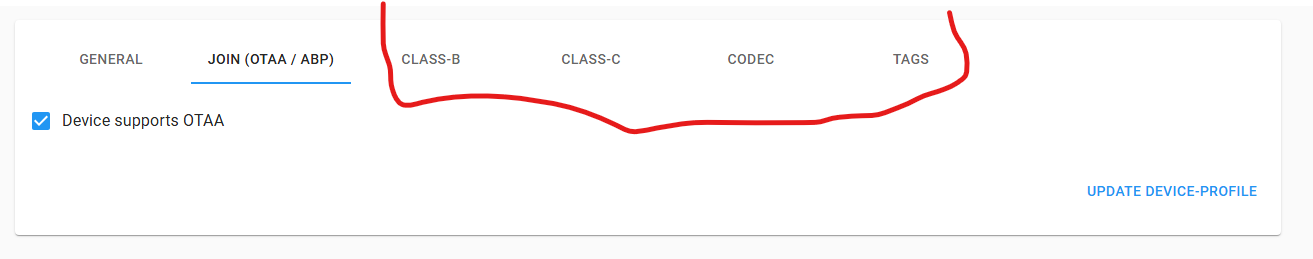 GENERAL JOIN (OTAA / ABP) CLASS-B CLASS-C CODEC TAGS
Device supports OTAA
UPDATE DEVICE-PROFILE